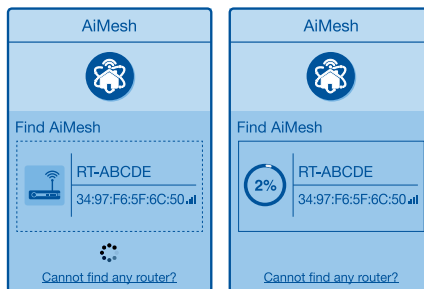 AiMesh
Find AiMesh
RT-ABCDE
34:97:F6:5F:6C:50
Cannot find any router?
AiMesh
Find AiMesh
2%
RT-ABCDE
34:97:F6:5F:6C:50
Cannot find any router?